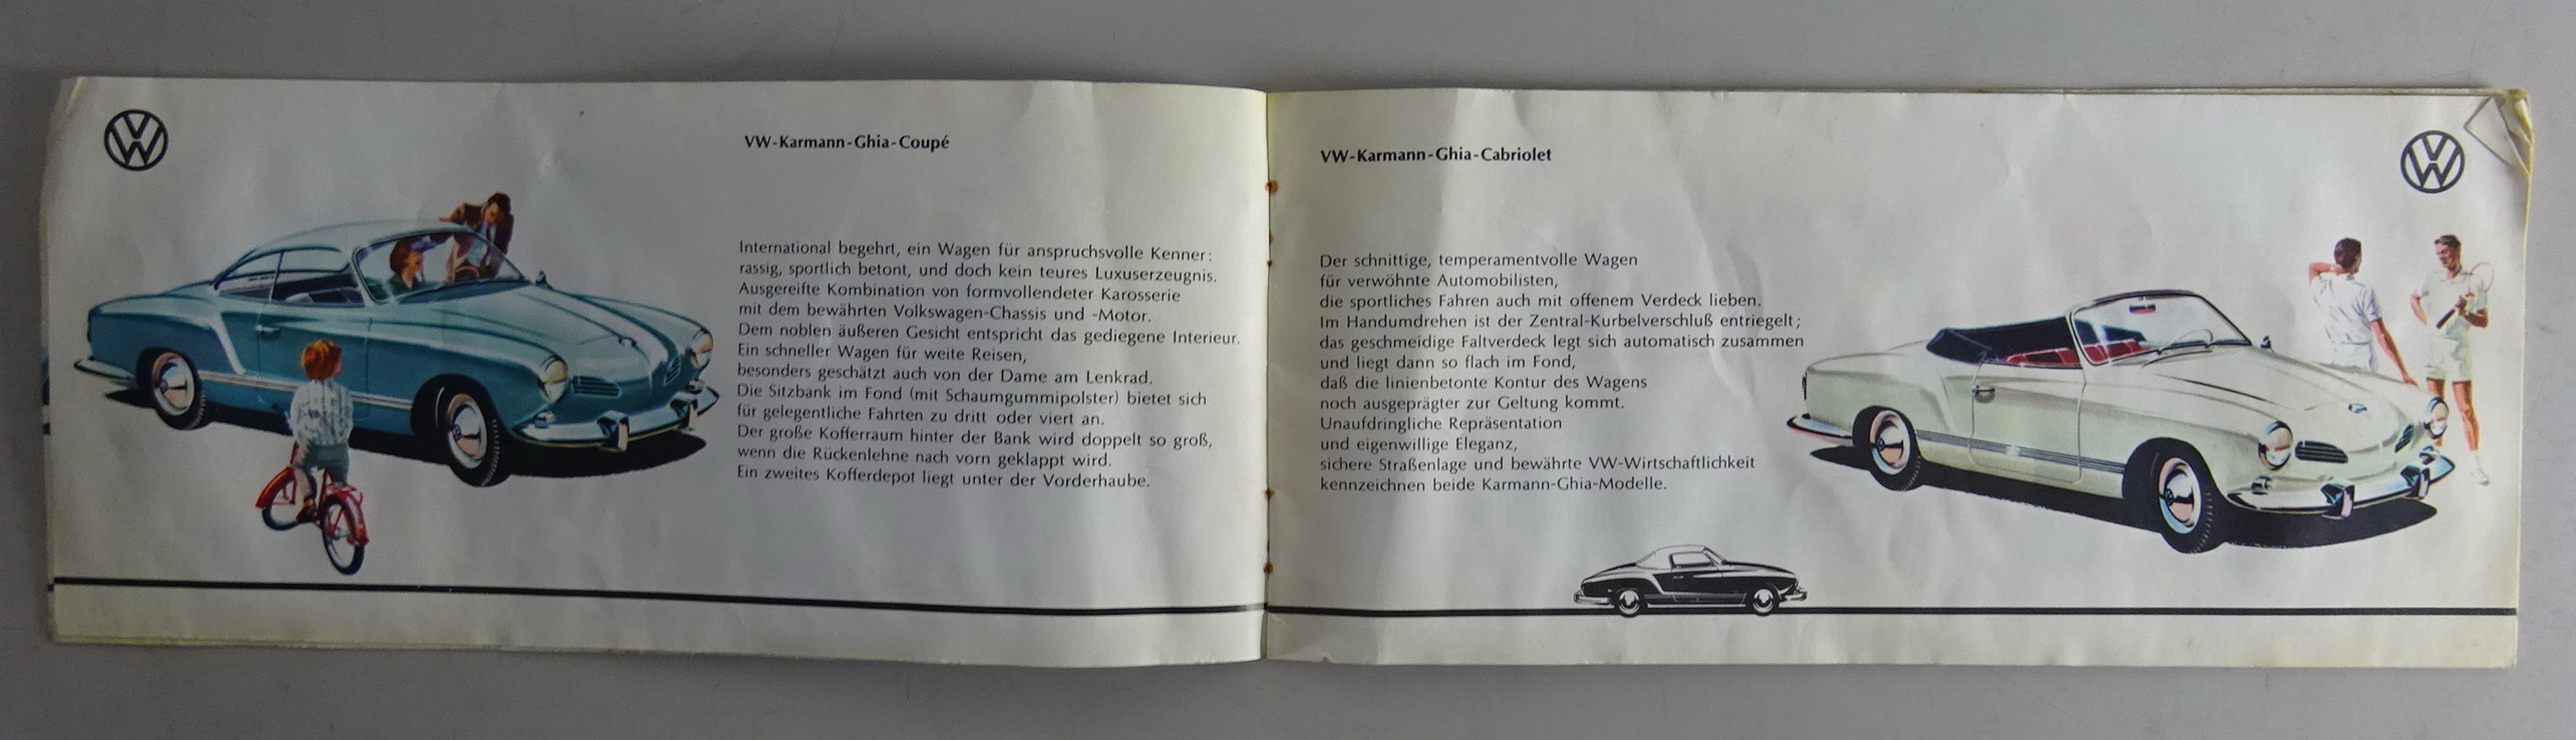 VW-Karmann-Ghia-Coupé
International begehrt, ein Wagen für anspruchsvolle Kenner:
rassig, sportlich betont, und doch kein teures Luxuserzeugnis.
Ausgereifte Kombination von formvollendeter Karosserie
mit dem bewährten Volkswagen-Chassis und -Motor.
Dem noblen äußeren Gesicht entspricht das gediegene Interieur.
Ein schneller Wagen für weite Reisen,
besonders geschätzt auch von der Dame am Lenkrad.
Die Sitzbank im Fond (mit Schaumgummipolster) bietet sich
für gelegentliche Fahrten zu dritt oder viert an.
Der große Kofferraum hinter der Bank wird doppelt so groß,
wenn die Rückenlehne nach vorn geklappt wird.
Ein zweites Kofferdepot liegt unter der Vorderhaube.
VW-Karmann-Ghia-Cabriolet
Der schnittige, temperamentvolle Wagen
für verwöhnte Automobilisten,
die sportliches Fahren auch mit offenem Verdeck lieben.
Im Handumdrehen ist der Zentral-Kurbelverschluß entriegelt;
das geschmeidige Faltverdeck legt sich automatisch zusammen
und liegt dann so flach im Fond,
daß die linienbetonte Kontur des Wagens
noch ausgeprägter zur Geltung kommt.
Unaufdringliche Repräsentation
und eigenwillige Eleganz,
sichere Straßenlage und bewährte VW-Wirtschaftlichkeit
kennzeichnen beide Karmann-Ghia-Modelle.